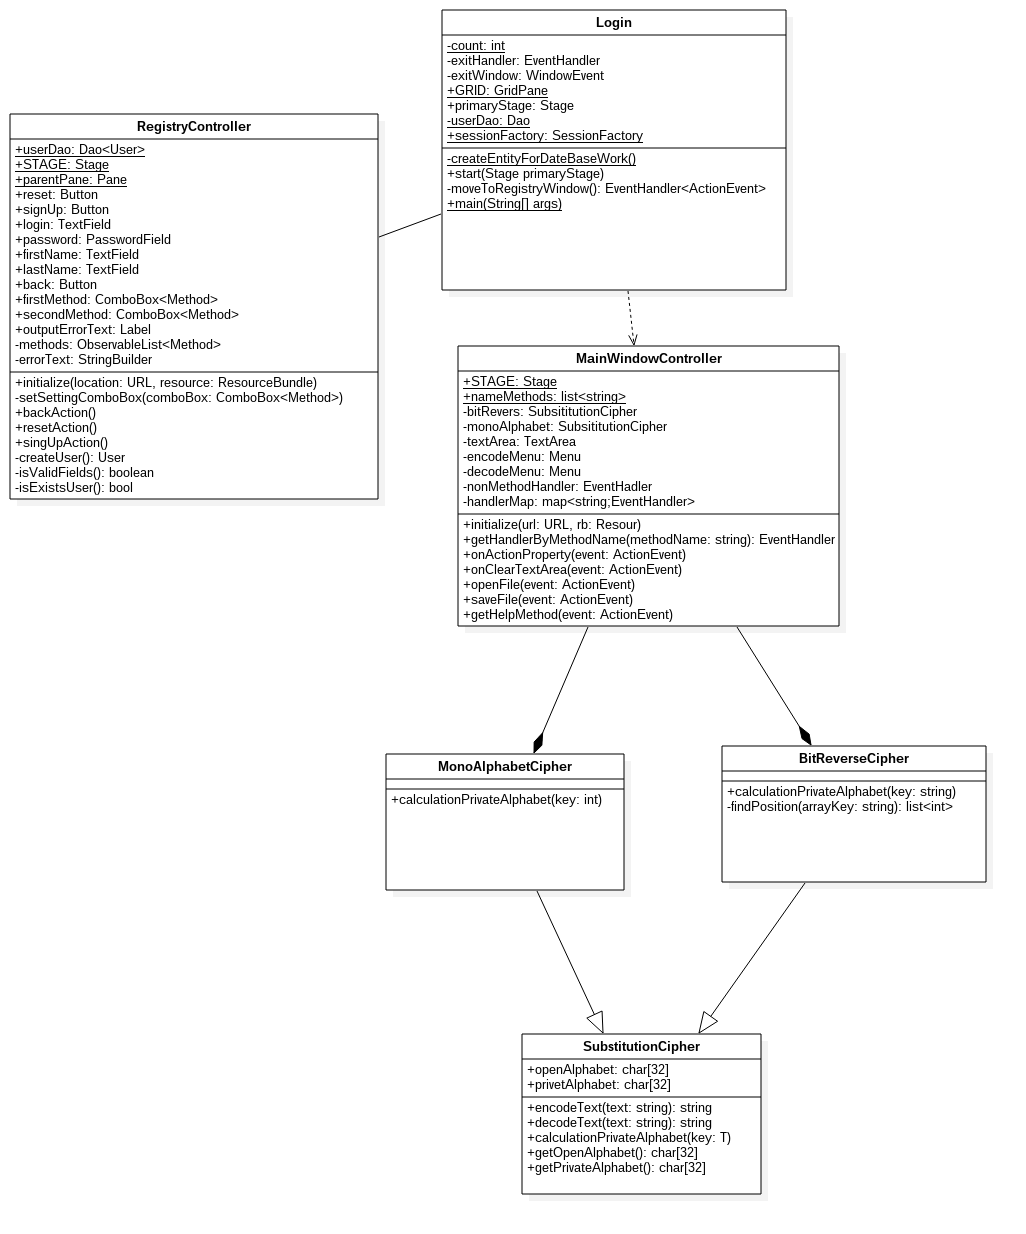 Login
-count: int
-exitHandler: EventHandler
-exitWindow: WindowEvent
+GRID: GridPane
+primaryStage: Stage
-userDao: Dao
+sessionFactory: SessionFactory
-createEntityForDateBaseWork()
+start(Stage primaryStage)
-moveToRegistryWindow(): EventHandler<ActionEvent>
+main(String[] args)
RegistryController
+userDao: Dao<User>
+STAGE: Stage
+parentPane: Pane
+reset: Button
+signUp: Button
+login: TextField
+password: PasswordField
+firstName: TextField
+lastName: TextField
+back: Button
+firstMethod: ComboBox<Method>
+secondMethod: ComboBox<Method>
+outputErrorText: Label
-methods: ObservableList<Method>
-errorText: StringBuilder
+initialize(location: URL, resource: ResourceBundle)
-setSettingComboBox(comboBox: ComboBox<Method>)
+backAction()
+resetAction()
+singUpAction()
-createUser(): User
-isValidFields(): boolean
-isExistsUser(): bool
MainWindowController
+STAGE: Stage
+nameMethods: list<string>
-bitRevers: SubsititutionCipher
-monoAlphabet: SubsititutionCipher
-textArea: TextArea
-encodeMenu: Menu
-decodeMenu: Menu
-nonMethodHandler: EventHadler
-handlerMap: map<string;EventHandler>
+initialize(url: URL, rb: Resour)
+getHandlerByMethodName(methodName: string): EventHandler
+onActionProperty(event: ActionEvent)
+onClearTextArea(event: ActionEvent)
+openFile(event: ActionEvent)
+saveFile(event: ActionEvent)
+getHelpMethod(event: ActionEvent)
MonoAlphabetCipher
+calculationPrivateAlphabet(key: int)
BitReverseCipher
+calculationPrivateAlphabet(key: string)
-findPosition(arrayKey: string): list<int>
SubstitutionCipher
+openAlphabet: char[32]
+privetAlphabet: char[32]
+encodeText(text: string): string
+decodeText(text: string): string
+calculationPrivateAlphabet(key: T)
+getOpenAlphabet(): char[32]
+getPrivateAlphabet(): char[32]